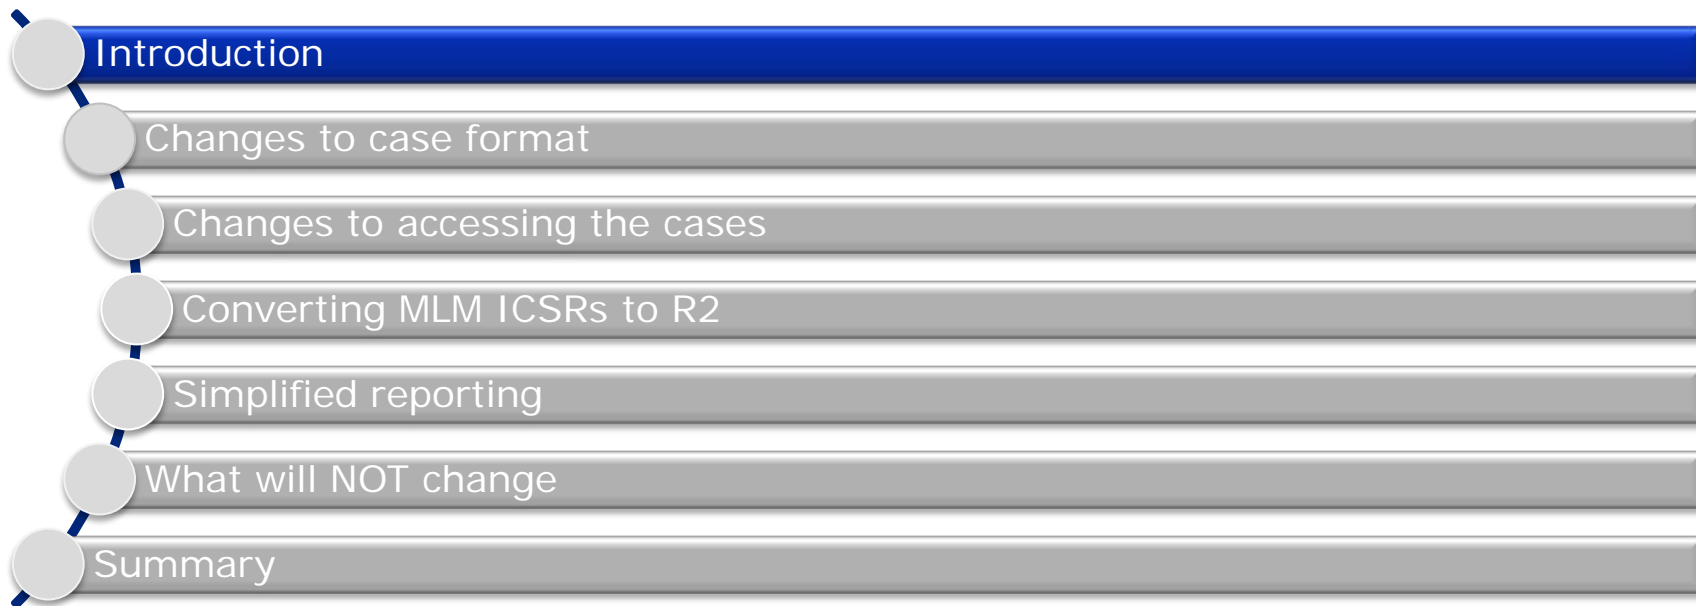 Introduction
Changes to case format
Changes to accessing the cases
Converting MLM ICSRs to R2
Simplified reporting
What will NOT change
Summary